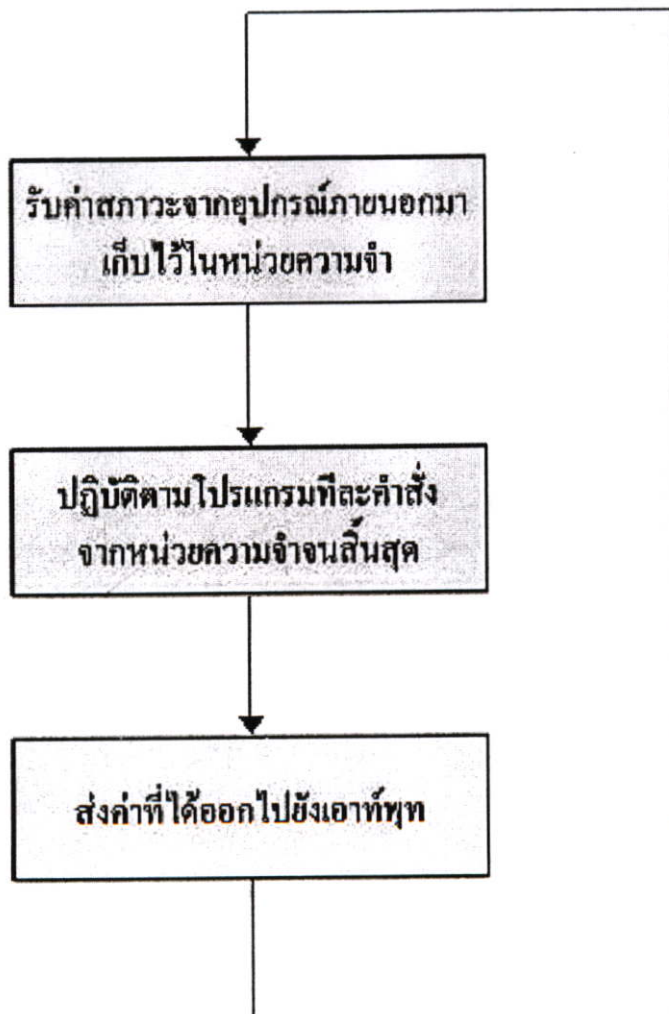 รับค่าสภาวะจากอุปกรณ์ภายนอกมา
เก็บไว้ในหน่วยความจำ
ปฏิบัติตามโปรแกรมทีละคำสั่ง
จากหน่วยความจำจนสิ้นสุด
ส่งค่าที่ได้ออกไปยังเอาท์พุท